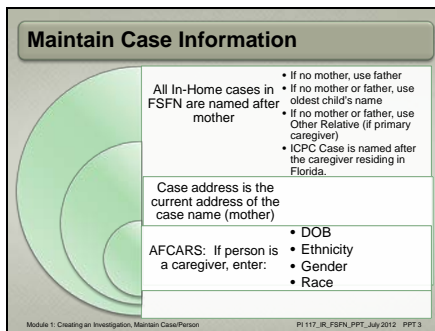 Maintain Case Information
All In-Home cases in
FSFN are named after
mother
• If no mother, use father
• If no mother or father, use
oldest child's name
• If no mother or father, use
Other Relative (if primary
caregiver)
• ICPC Case is named after
the caregiver residing in
Florida.
Case address is the
current address of the
case name (mother)
AFCARS: If person is
a caregiver, enter:
• DOB
• Ethnicity
• Gender
• Race
Module 1: Creating an Investigation, Maintain Case/Person
PI 117_IR_FSFN_PPT_July 2012 PPT 3